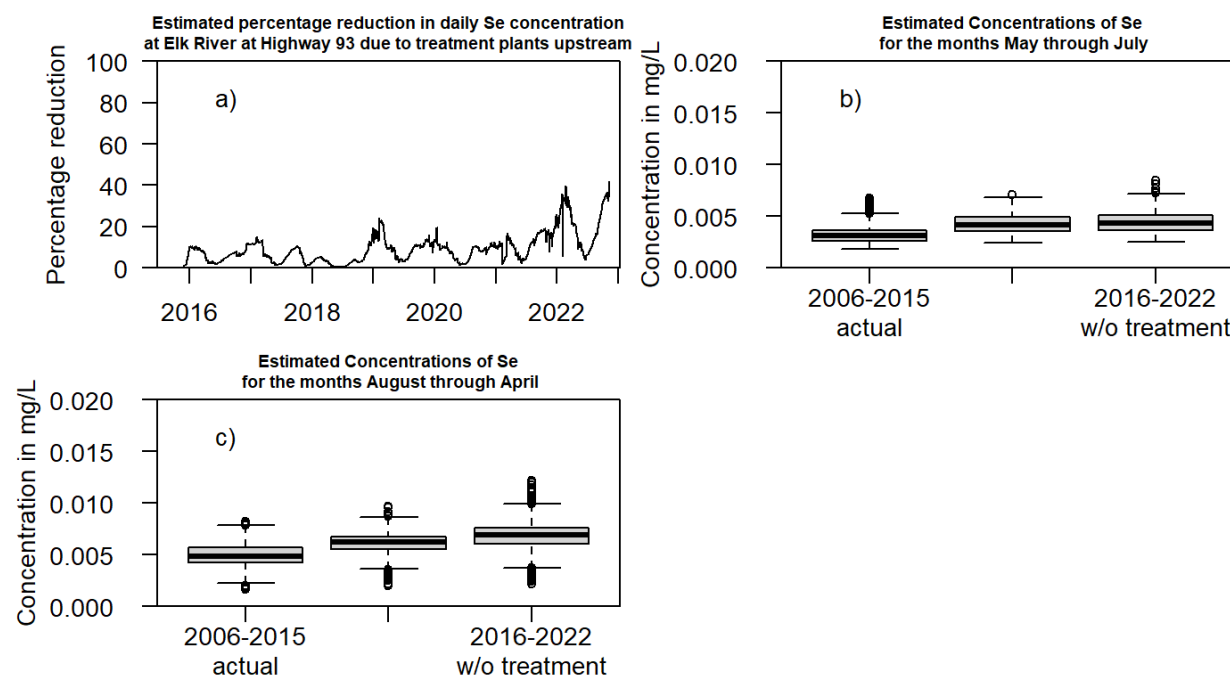 Estimated percentage reduction in daily Se concentration
at Elk River at Highway 93 due to treatment plants upstream
Percentage reduction
100
80
60
40
20
0
a)
2016
2018
2020
2022
Estimated Concentrations of Se
for the months May through July
Concentration in mg/L
0.020
0.015
0.010
0.005
0.000
b)
2006-2015
actual
2016-2022
w/o treatment
Estimated Concentrations of Se
for the months August through April
Concentration in mg/L
0.020
0.015
0.010
0.005
0.000
c)
2006-2015
actual
2016-2022
w/o treatment